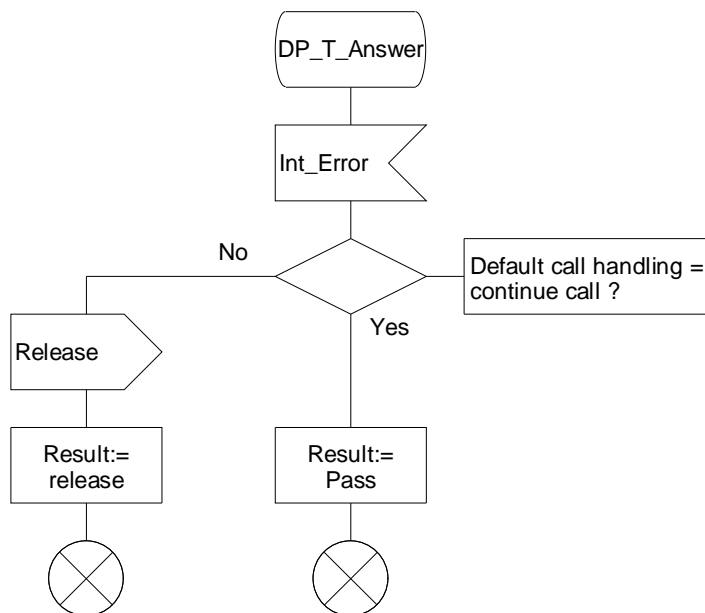 DP_T_Answer
Int_Error
No
Default call handling =
continue call ?
Yes
Release
Result:=
release
Result:=
Pass